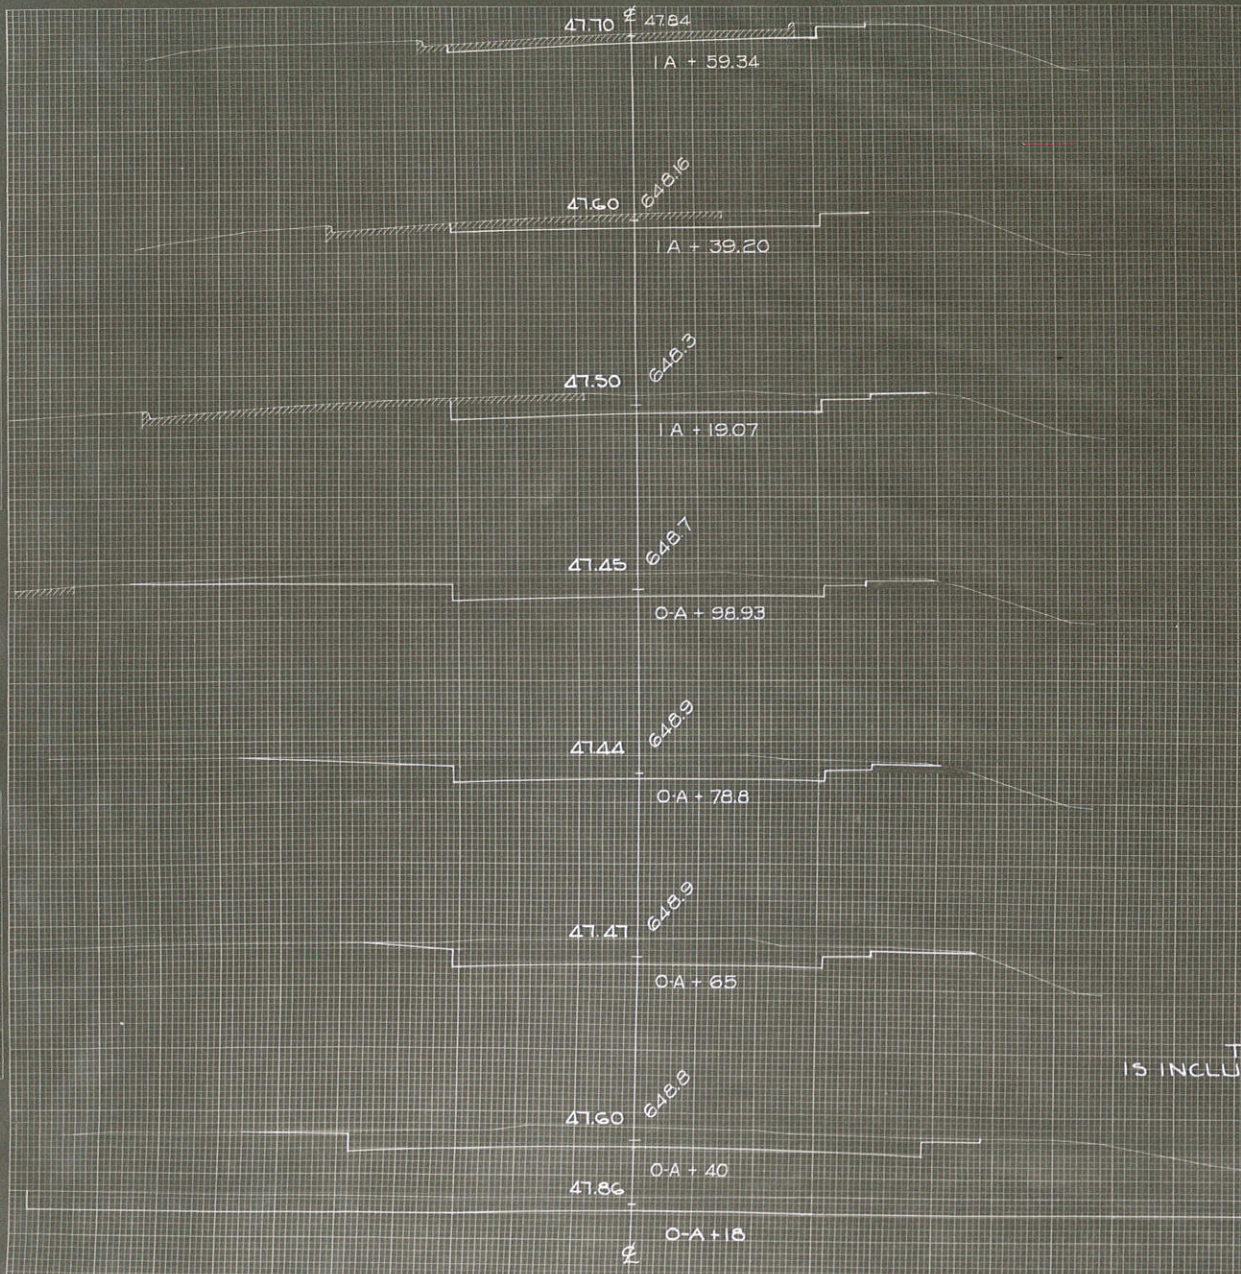 47.70 ℄ 47.84
1 A + 59.34
47.60 648.16
1 A + 39.20
47.50 648.3
1 A + 19.07
47.45 648.7
0-A + 98.93
47.44 648.9
0-A + 78.8
47.47 648.9
0-A + 65
T
IS INCLU
47.60 648.8
0-A + 40
47.86
0-A + 18
℄